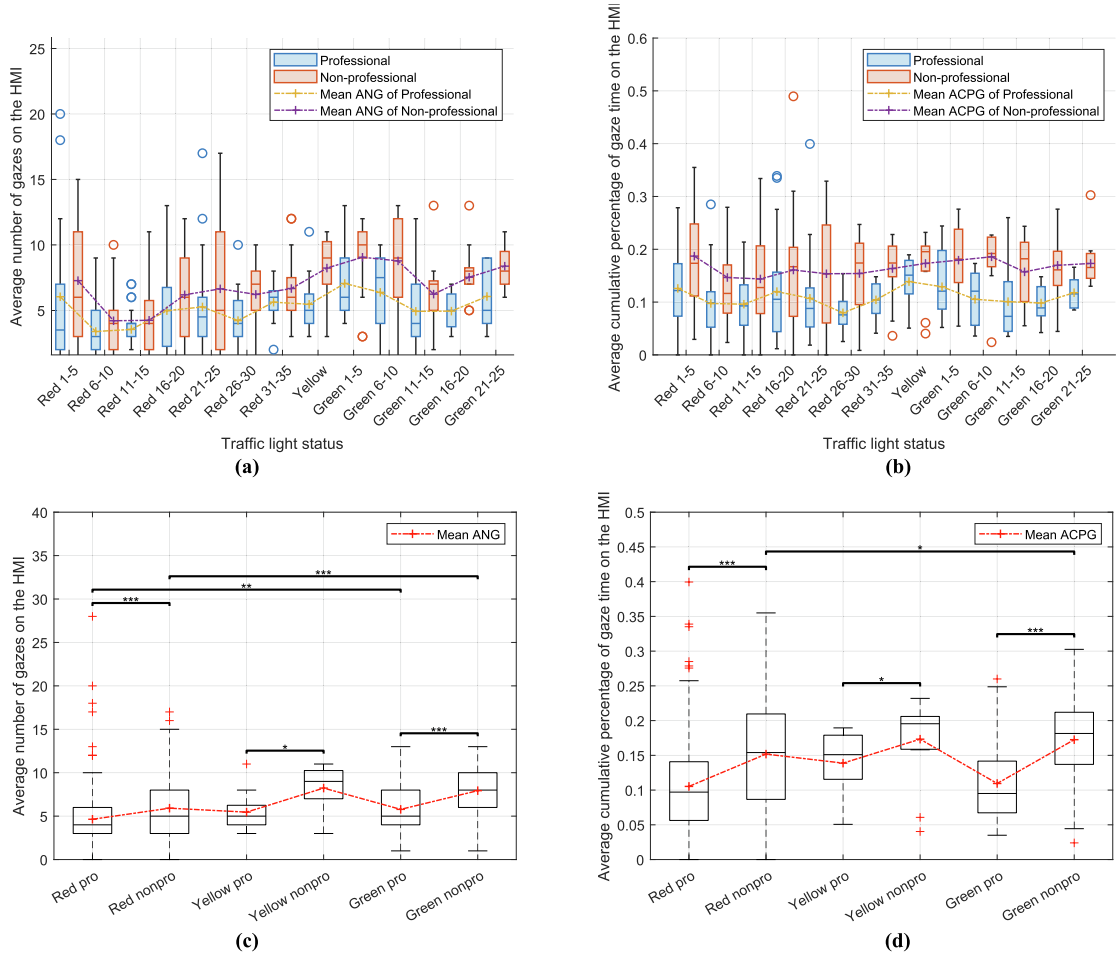 Average number of gazes on the HMI
25
20
15
10
5
Professional
Non-professional
Mean ANG of Professional
Mean ANG of Non-professional
Red 1-5
Red 6-10
Red 11-15
Red 16-20
Red 21-25
Red 26-30
Red 31-35
Yellow
Green 1-5
Green 6-10
Green 11-15
Green 16-20
Green 21-25
Traffic light status
(a)
Average cumulative percentage of gaze time on the HMI
0.6
0.5
0.4
0.3
0.2
0.1
0
Professional
Non-professional
Mean ACPG of Professional
Mean ACPG of Non-professional
Red 1-5
Red 6-10
Red 11-15
Red 16-20
Red 21-25
Red 26-30
Red 31-35
Yellow
Green 1-5
Green 6-10
Green 11-15
Green 16-20
Green 21-25
Traffic light status
(b)
Average number of gazes on the HMI
40
35
30
25
20
15
10
5
0
Mean ANG
***
**
***
*
***
Red pro
Red nonpro
Yellow pro
Yellow nonpro
Green pro
Green nonpro
(c)
Average cumulative percentage of gaze time on the HMI
0.5
0.45
0.4
0.35
0.3
0.25
0.2
0.15
0.1
0.05
0
Mean ACPG
*
***
***
*
Red pro
Red nonpro
Yellow pro
Yellow nonpro
Green pro
Green nonpro
(d)